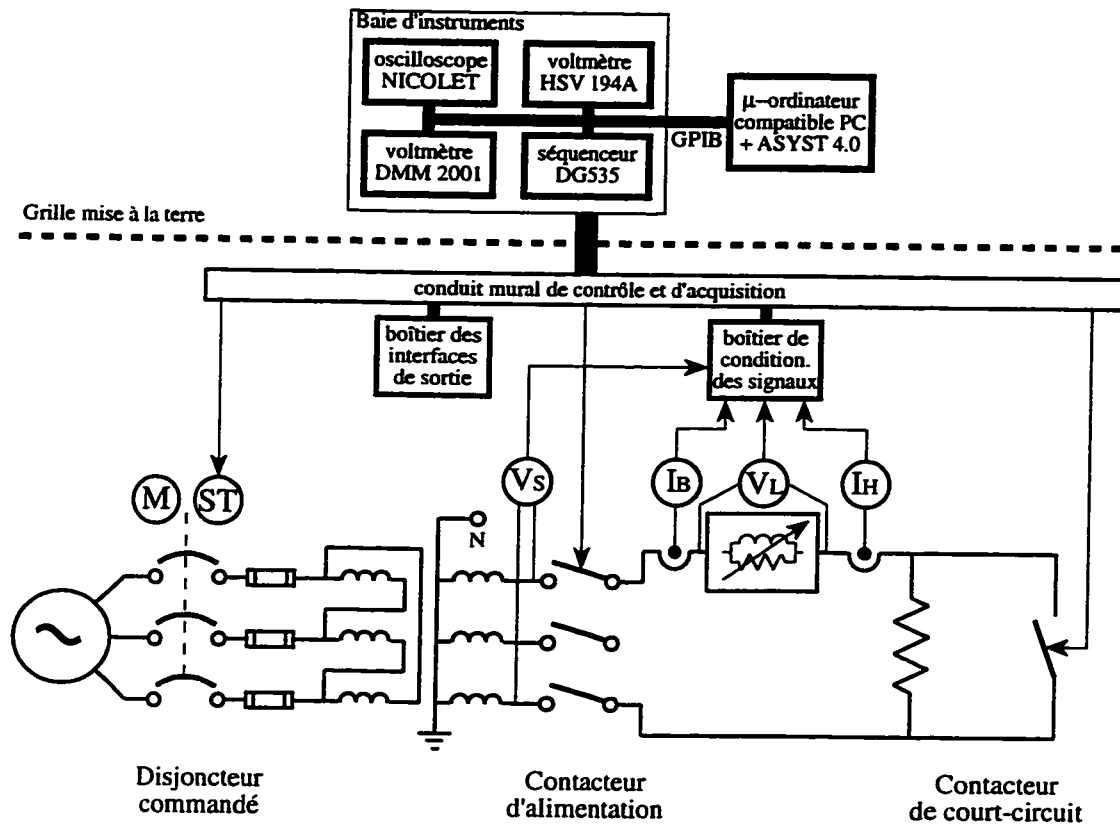 Baie d'instruments
oscilloscope
NICOLET
voltmètre
HSV 194A
voltmètre
DMM 2001
séquenceur
DG535
GPIB
µ–ordinateur
compatible PC
+ ASYST 4.0
Grille mise à la terre
conduit mural de contrôle et d'acquisition
boîtier des
interfaces
de sortie
boîtier de
condition.
des signaux
M
ST
VS
IB
VL
IH
N
Disjoncteur
commandé
Contacteur
d'alimentation
Contacteur
de court-circuit